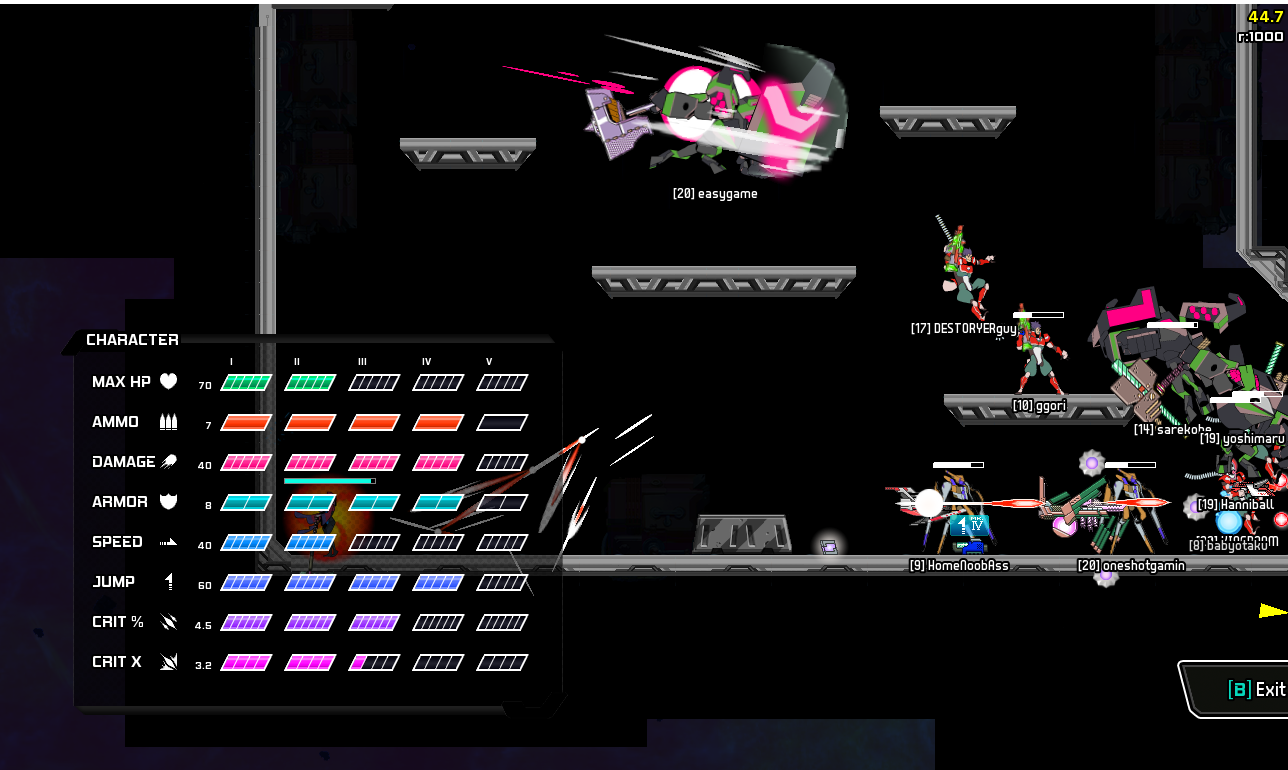 44.7
r:1000
[20] easygame
[17] DESTORYERguy
CHARACTER
I II III IV V
MAX HP 70
AMMO 7
DAMAGE 40
ARMOR 8
SPEED 40
JUMP 60
CRIT % 4.5
CRIT X 3.2
[10] ggori
[14] sarekobe
[19] yoshimaru
[19] Hanniball
IV
[8] babyotaku
[9] HomeNoobAss
[20] oneshotgamin
[B] Exit